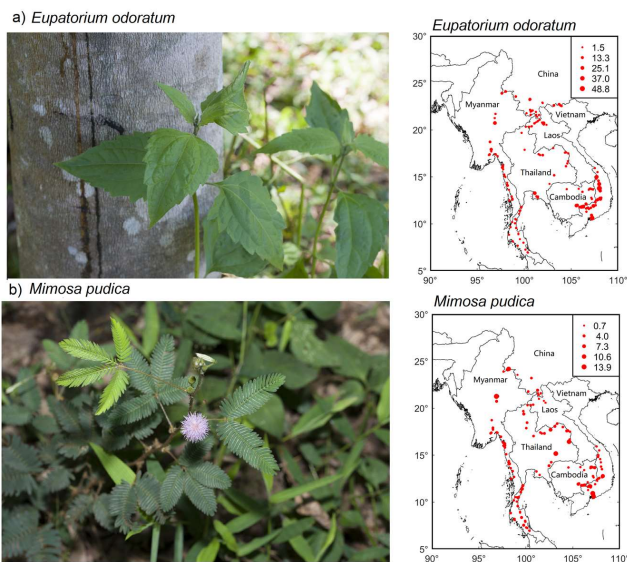 a) Eupatorium odoratum
Eupatorium odoratum
30°
25°
20°
15°
10°
5°
90°
95°
100°
105°
110°
China
Myanmar
Vietnam
Laos
Thailand
Cambodia
1.5
13.3
25.1
37.0
48.8
b) Mimosa pudica
Mimosa pudica
30°
25°
20°
15°
10°
5°
90°
95°
100°
105°
110°
China
Myanmar
Vietnam
Laos
Thailand
Cambodia
0.7
4.0
7.3
10.6
13.9